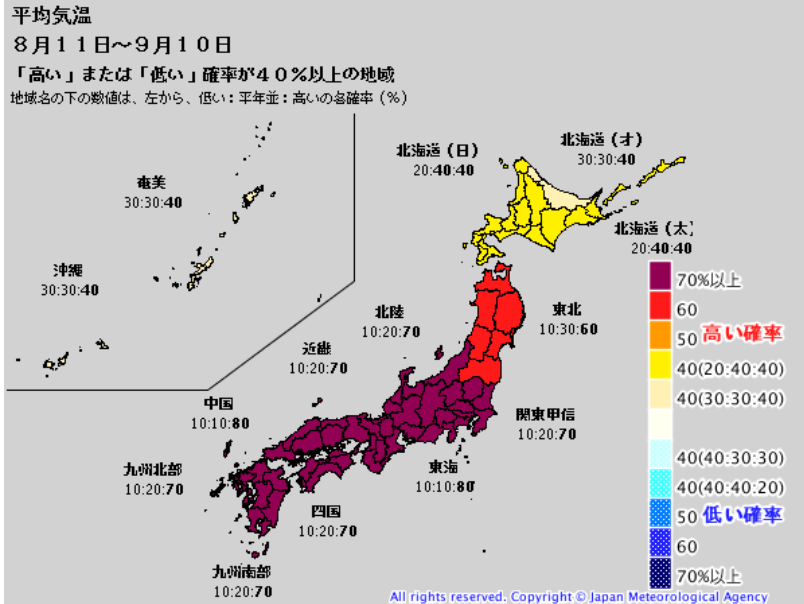 平均気温
８月１１日～９月１０日
「高い」または「低い」確率が４０％以上の地域
地域名の下の数値は、左から、低い：平年並：高いの各確率（％）
北海道（日）
20:40:40
北海道（オ）
30:30:40
奄美
30:30:40
北海道（太）
20:40:40
沖縄
30:30:40
北陸
10:20:70
東北
10:30:60
近畿
10:20:70
中国
10:10:80
関東甲信
10:20:70
九州北部
10:20:70
東海
10:10:80
四国
10:20:70
九州南部
10:20:70
70%以上
60
50 高い確率
40(20:40:40)
40(30:30:40)
40(40:30:30)
40(40:40:20)
50 低い確率
60
70%以上
All rights reserved. Copyright © Japan Meteorological Agency